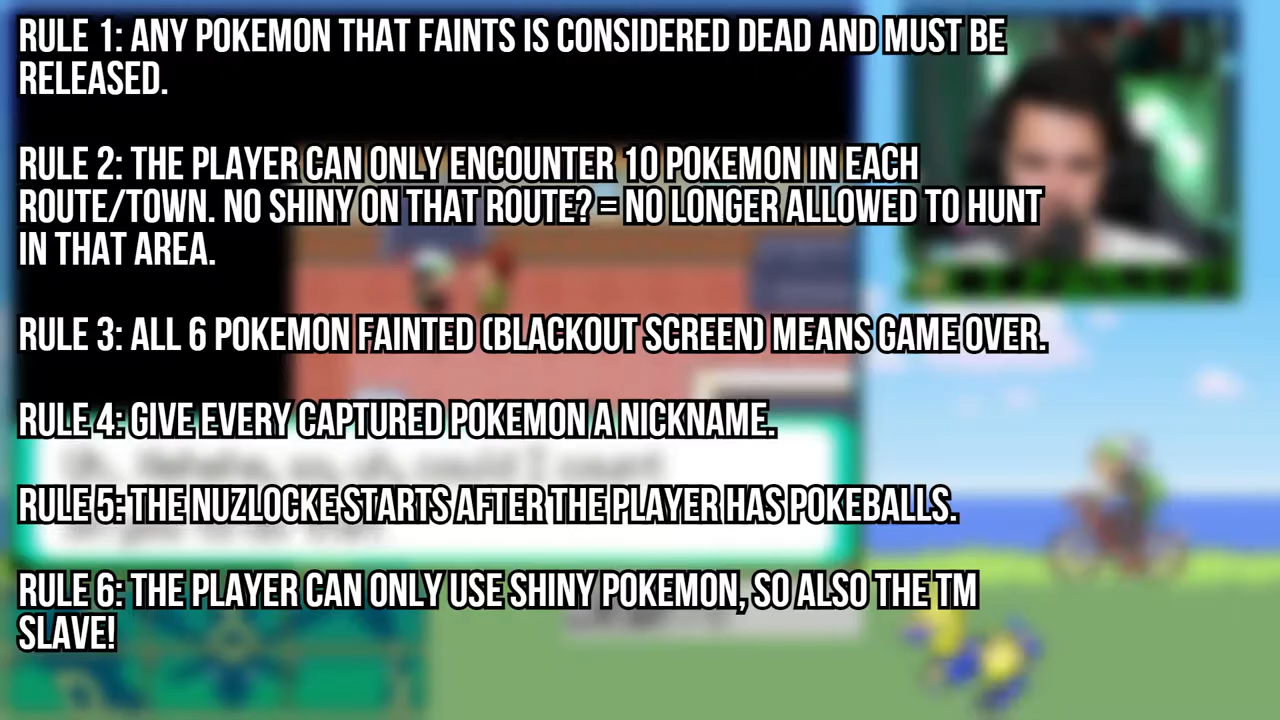 RULE 1: ANY POKEMON THAT FAINTS IS CONSIDERED DEAD AND MUST BE
RELEASED.
RULE 2: THE PLAYER CAN ONLY ENCOUNTER 10 POKEMON IN EACH
ROUTE/TOWN. NO SHINY ON THAT ROUTE? = NO LONGER ALLOWED TO HUNT
IN THAT AREA.
RULE 3: ALL 6 POKEMON FAINTED (BLACKOUT SCREEN) MEANS GAME OVER.
RULE 4: GIVE EVERY CAPTURED POKEMON A NICKNAME.
RULE 5: THE NUZLOCKE STARTS AFTER THE PLAYER HAS POKEBALLS.
RULE 6: THE PLAYER CAN ONLY USE SHINY POKEMON, SO ALSO THE TM
SLAVE!